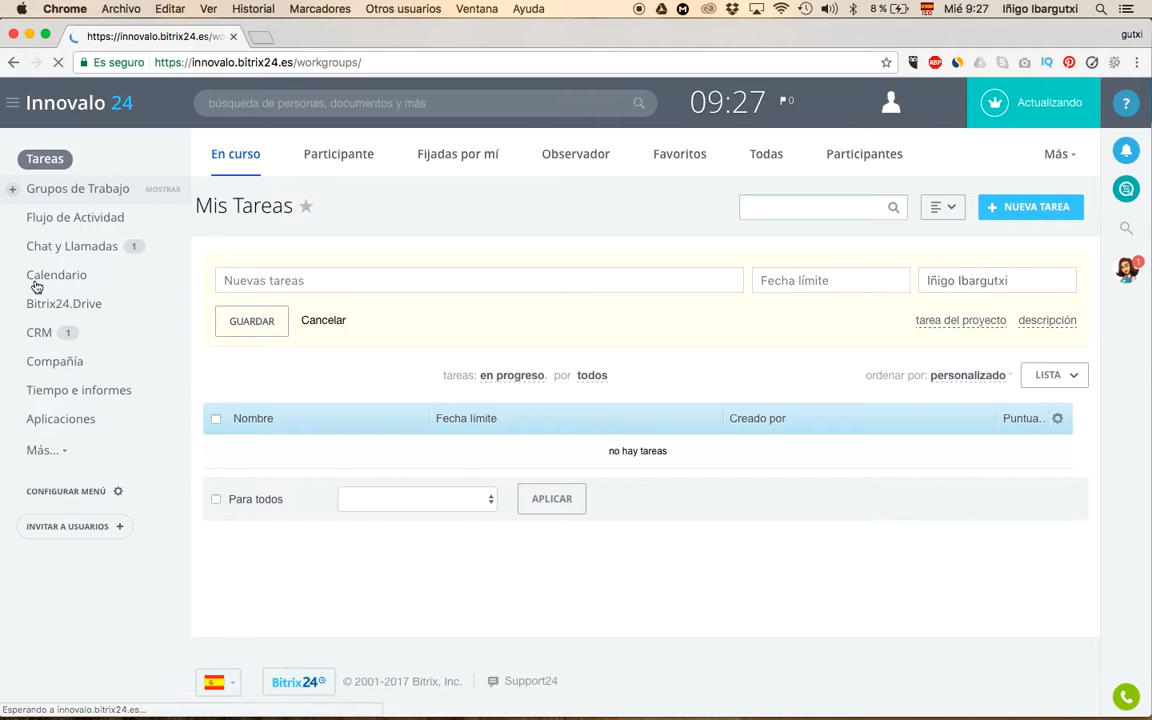 Chrome Archivo Editar Ver Historial Marcadores Otros usuarios Ventana Ayuda 8 % Mié 9:27 Iñigo Ibargutxi
https://innovalo.bitrix24.es/wo gutxi
Es seguro https://innovalo.bitrix24.es/workgroups/ ABP IQ
Innovalo 24 búsqueda de personas, documentos y más 09:27 0 Actualizando ?
Tareas
Grupos de Trabajo MOSTRAR
Flujo de Actividad
Chat y Llamadas 1
Calendario
Bitrix24.Drive
CRM 1
Compañía
Tiempo e informes
Aplicaciones
Más...
CONFIGURAR MENÚ
INVITAR A USUARIOS +
En curso Participante Fijadas por mí Observador Favoritos Todas Participantes Más
Mis Tareas + NUEVA TAREA
Nuevas tareas Fecha límite Iñigo Ibargutxi
GUARDAR Cancelar tarea del proyecto descripción
tareas: en progreso, por todos ordenar por: personalizado LISTA
Nombre Fecha límite Creado por Puntua..
no hay tareas
Para todos APLICAR
Bitrix24 © 2001-2017 Bitrix, Inc. Support24
1
Esperando a innovalo.bitrix24.es...